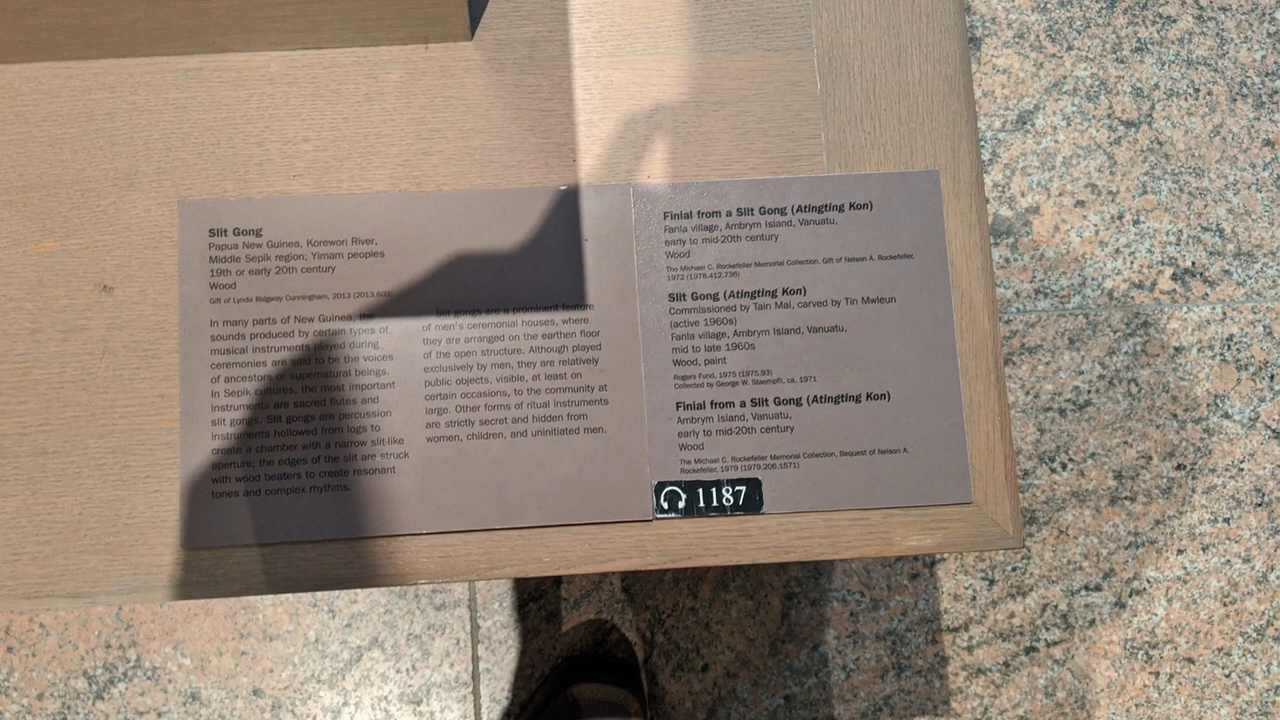 Slit Gong
Papua New Guinea, Korewori River,
Middle Sepik region; Yimam peoples
19th or early 20th century
Wood
Gift of Lynda Ridgway Cunningham, 2013 (2013.603)
In many parts of New Guinea, the
sounds produced by certain types of
musical instruments played during
ceremonies are said to be the voices
of ancestors or supernatural beings.
In Sepik cultures, the most important
instruments are sacred flutes and
slit gongs. Slit gongs are percussion
instruments hollowed from logs to
create a chamber with a narrow slit-like
aperture; the edges of the slit are struck
with wood beaters to create resonant
tones and complex rhythms.
Slit gongs are a prominent feature
of men's ceremonial houses, where
they are arranged on the earthen floor
of the open structure. Although played
exclusively by men, they are relatively
public objects, visible, at least on
certain occasions, to the community at
large. Other forms of ritual instruments
are strictly secret and hidden from
women, children, and uninitiated men.
Finial from a Slit Gong (Atingting Kon)
Fanla village, Ambrym Island, Vanuatu,
early to mid-20th century
Wood
The Michael C. Rockefeller Memorial Collection, Gift of Nelson A. Rockefeller,
1972 (1978.412.736)
Slit Gong (Atingting Kon)
Commissioned by Tain Mal, carved by Tin Mweleun
(active 1960s)
Fanla village, Ambrym Island, Vanuatu,
mid to late 1960s
Wood, paint
Rogers Fund, 1975 (1975.93)
Collected by George W. Staempfli, ca. 1971
Finial from a Slit Gong (Atingting Kon)
Ambrym Island, Vanuatu,
early to mid-20th century
Wood
The Michael C. Rockefeller Memorial Collection, Bequest of Nelson A.
Rockefeller, 1979 (1979.206.1571)
1187